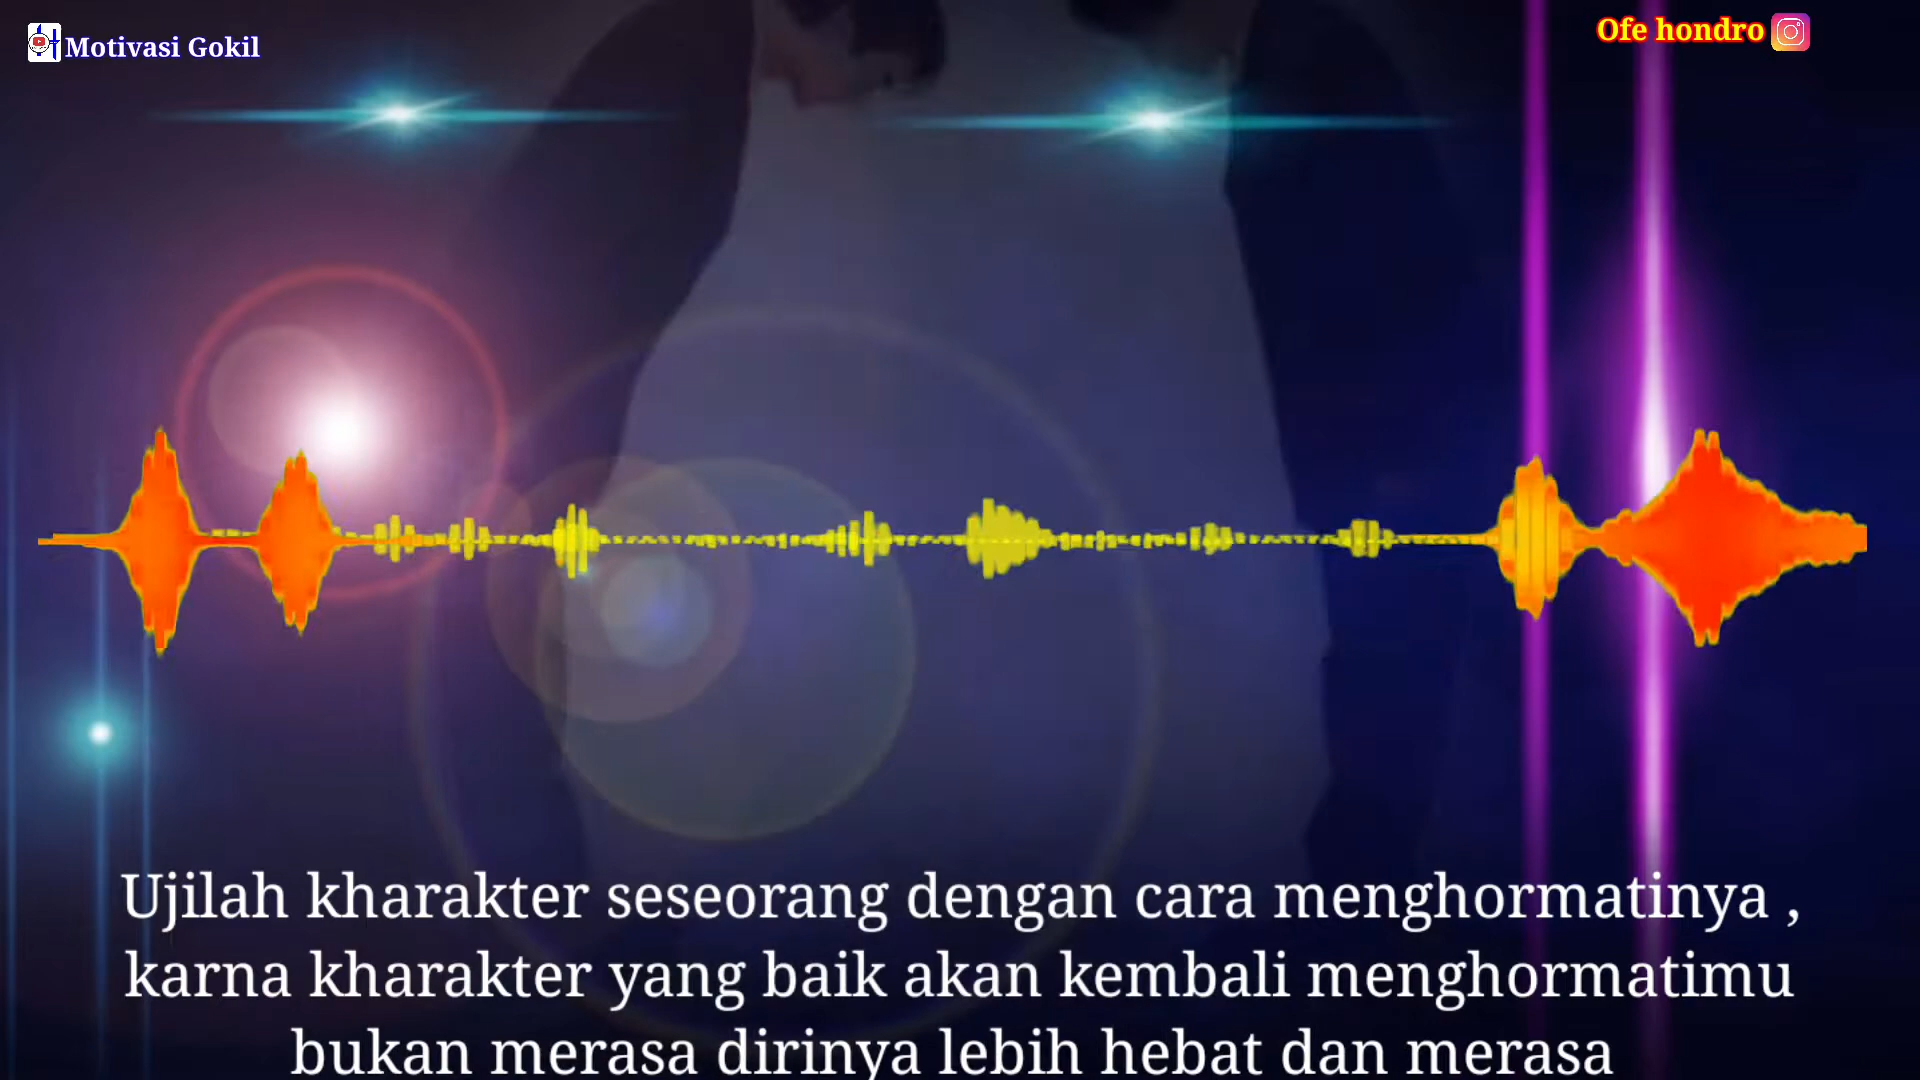 Motivasi Gokil
Ofe hondro
Ujilah kharakter seseorang dengan cara menghormatinya ,
karna kharakter yang baik akan kembali menghormatimu
bukan merasa dirinya lebih hebat dan merasa